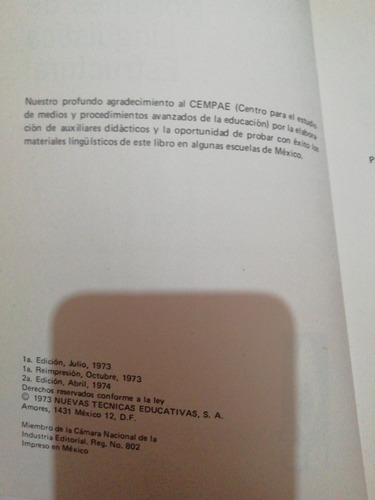 Nuestro profundo agradecimiento al CEMPAE (Centro para el estudio
de medios y procedimientos avanzados de la educación) por la elabora
ción de auxiliares didácticos y la oportunidad de probar con éxito los
materiales lingüísticos de este libro en algunas escuelas de México.
P
1a. Edición, Julio, 1973
1a. Reimpresión, Octubre, 1973
2a. Edición, Abril, 1974
Derechos reservados conforme a la ley
© 1973 NUEVAS TECNICAS EDUCATIVAS, S. A.
Amores, 1431 México 12, D.F.
Miembro de la Cámara Nacional de la
Industria Editorial, Reg. No. 802
Impreso en México